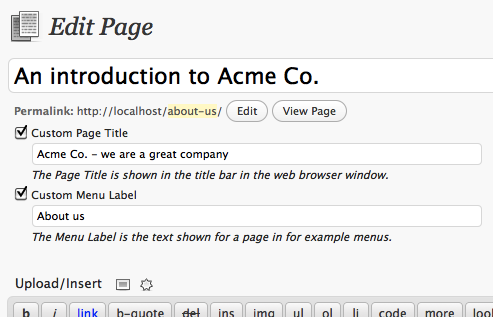 Edit Page
An introduction to Acme Co.
Permalink: http://localhost/about-us/ Edit View Page
Custom Page Title
Acme Co. – we are a great company
The Page Title is shown in the title bar in the web browser window.
Custom Menu Label
About us
The Menu Label is the text shown for a page in for example menus.
Upload/Insert
b i link b-quote del ins img ul ol li code more look